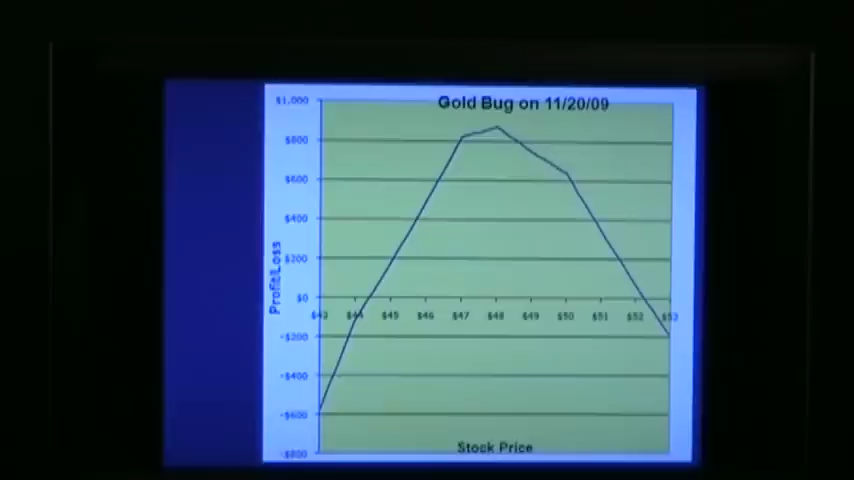 Gold Bug on 11/20/09
$1,000
$800
$600
$400
$200
$0
-$200
-$400
-$600
-$800
Profit/Loss
$43 $44 $45 $46 $47 $48 $49 $50 $51 $52 $53
Stock Price